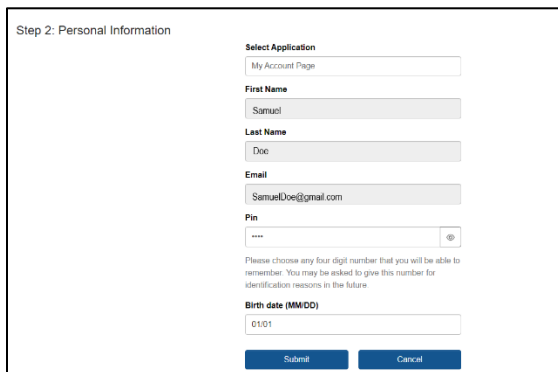 Step 2: Personal Information
Select Application
My Account Page
First Name
Samuel
Last Name
Doe
Email
SamuelDoe@gmail.com
Pin
****
Please choose any four digit number that you will be able to
remember. You may be asked to give this number for
identification reasons in the future.
Birth date (MM/DD)
01/01
Submit Cancel